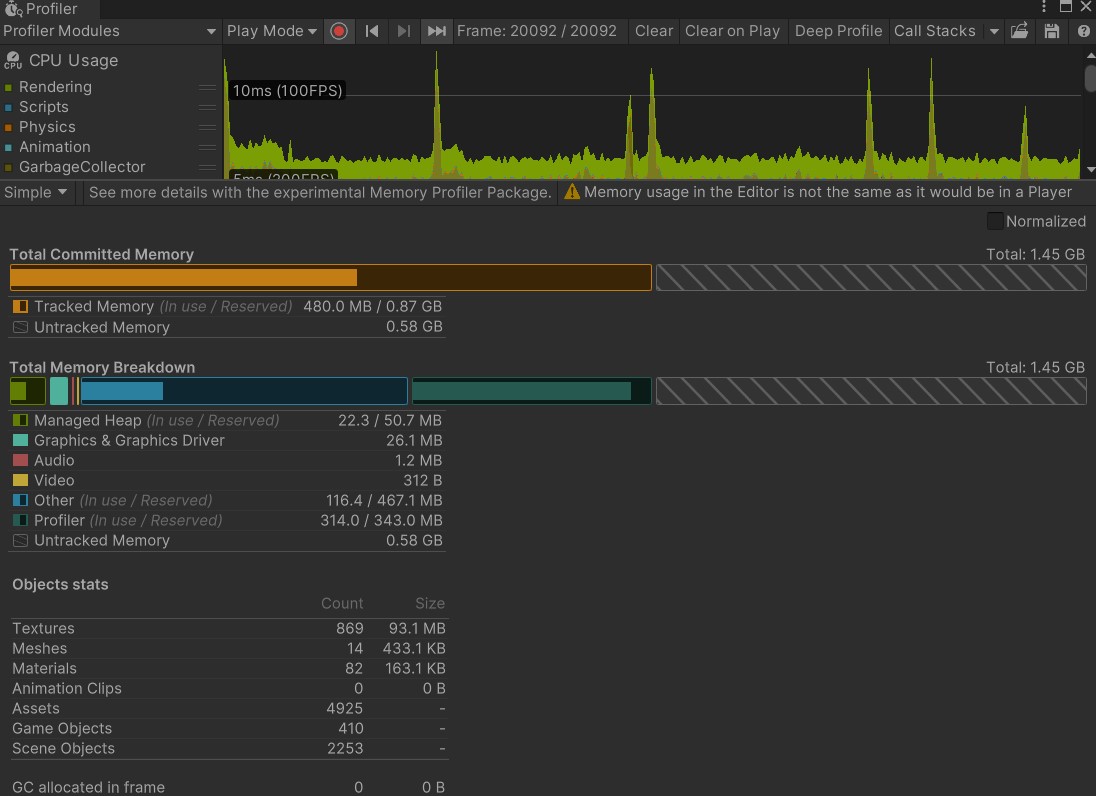 Profiler
Profiler Modules Play Mode Frame: 20092 / 20092 Clear Clear on Play Deep Profile Call Stacks
CPU CPU Usage
10ms (100FPS)
Rendering
Scripts
Physics
Animation
GarbageCollector
5ms (200FPS)
Simple See more details with the experimental Memory Profiler Package. Memory usage in the Editor is not the same as it would be in a Player
Normalized
Total Committed Memory Total: 1.45 GB
Tracked Memory (In use / Reserved) 480.0 MB / 0.87 GB
Untracked Memory 0.58 GB
Total Memory Breakdown Total: 1.45 GB
Managed Heap (In use / Reserved) 22.3 / 50.7 MB
Graphics & Graphics Driver 26.1 MB
Audio 1.2 MB
Video 312 B
Other (In use / Reserved) 116.4 / 467.1 MB
Profiler (In use / Reserved) 314.0 / 343.0 MB
Untracked Memory 0.58 GB
Objects stats
Count Size
Textures 869 93.1 MB
Meshes 14 433.1 KB
Materials 82 163.1 KB
Animation Clips 0 0 B
Assets 4925 -
Game Objects 410 -
Scene Objects 2253 -
GC allocated in frame 0 0 B